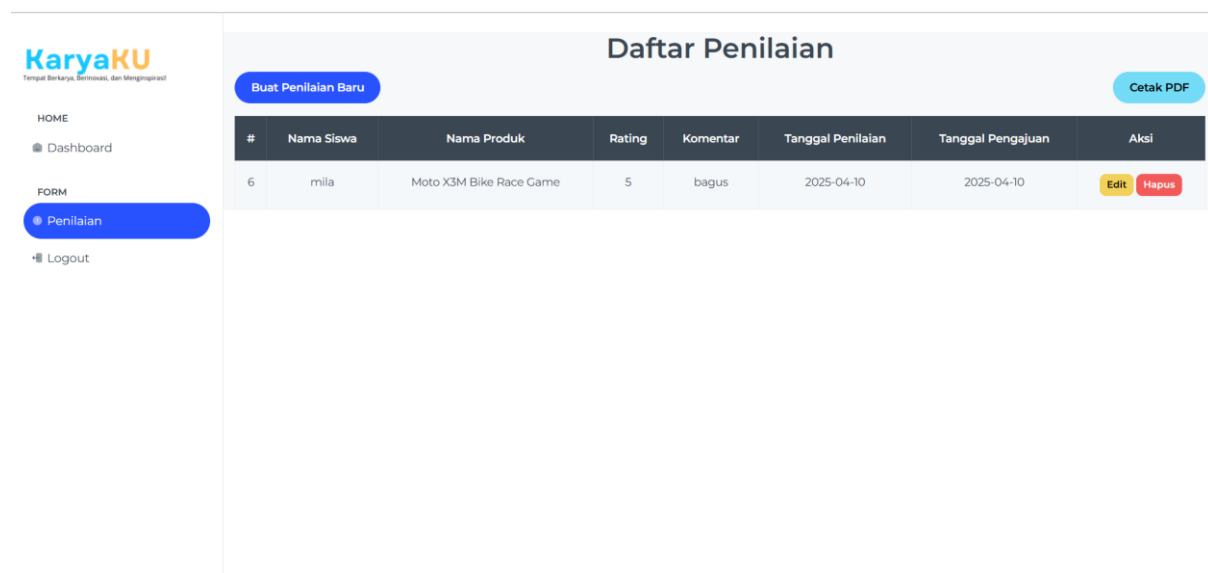 KaryaKU
Tempat Berkarya, Berinovasi, dan Menginspirasi!
HOME
Dashboard
FORM
Penilaian
Logout
Daftar Penilaian
Buat Penilaian Baru
Cetak PDF
# Nama Siswa Nama Produk Rating Komentar Tanggal Penilaian Tanggal Pengajuan Aksi
6 mila Moto X3M Bike Race Game 5 bagus 2025-04-10 2025-04-10 Edit Hapus